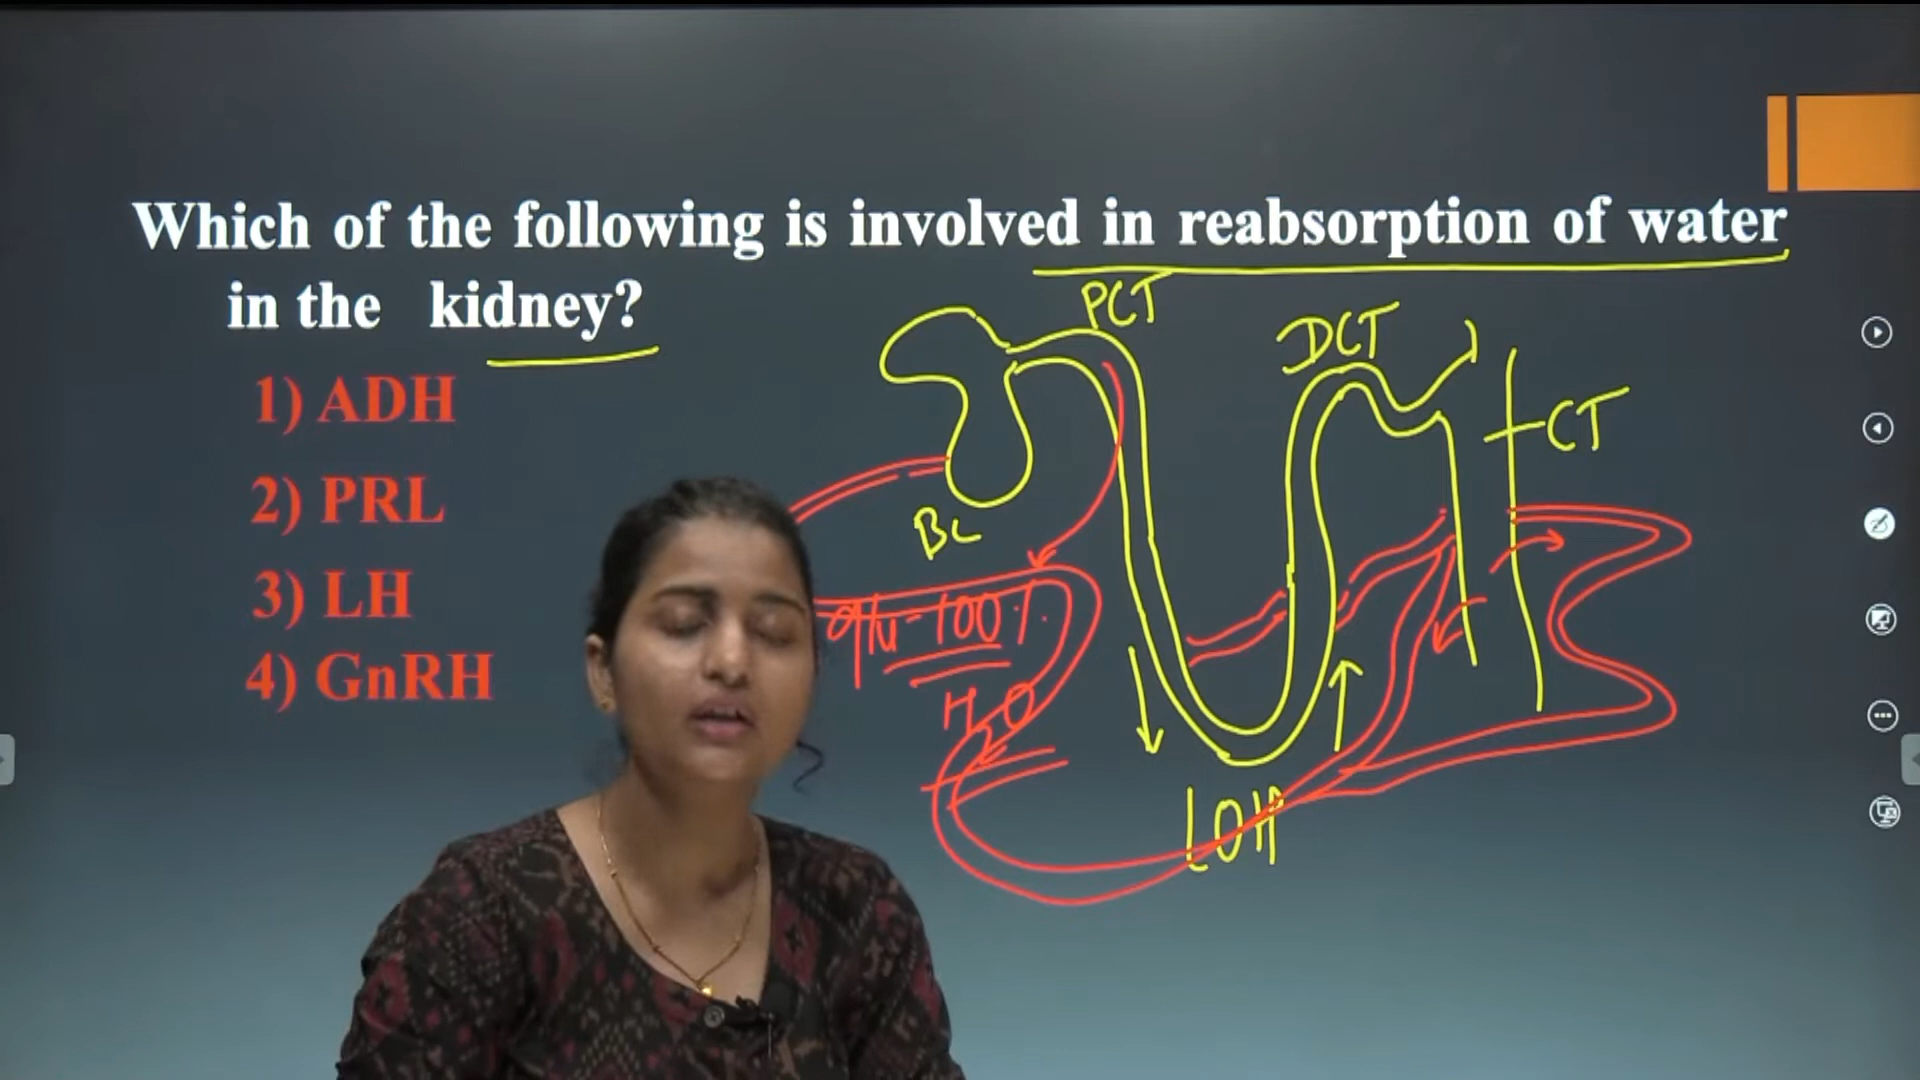 Which of the following is involved in reabsorption of water
in the kidney?
1) ADH
2) PRL
3) LH
4) GnRH
PCT
DCT
CT
BC
glu-100%
H2O
LOH